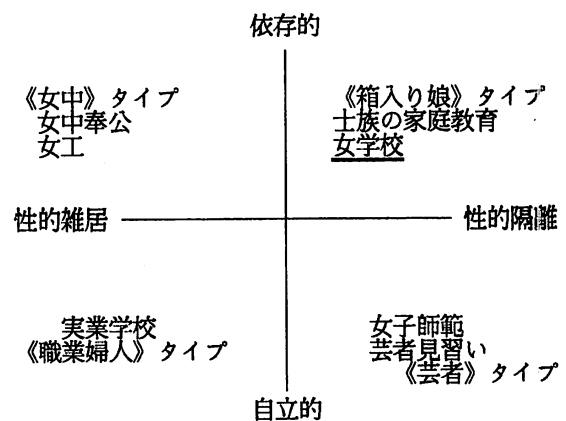 依存的
《女中》タイプ
女中奉公
女工
《箱入り娘》タイプ
士族の家庭教育
女学校
性的雑居
性的隔離
実業学校
《職業婦人》タイプ
女子師範
芸者見習い
《芸者》タイプ
自立的